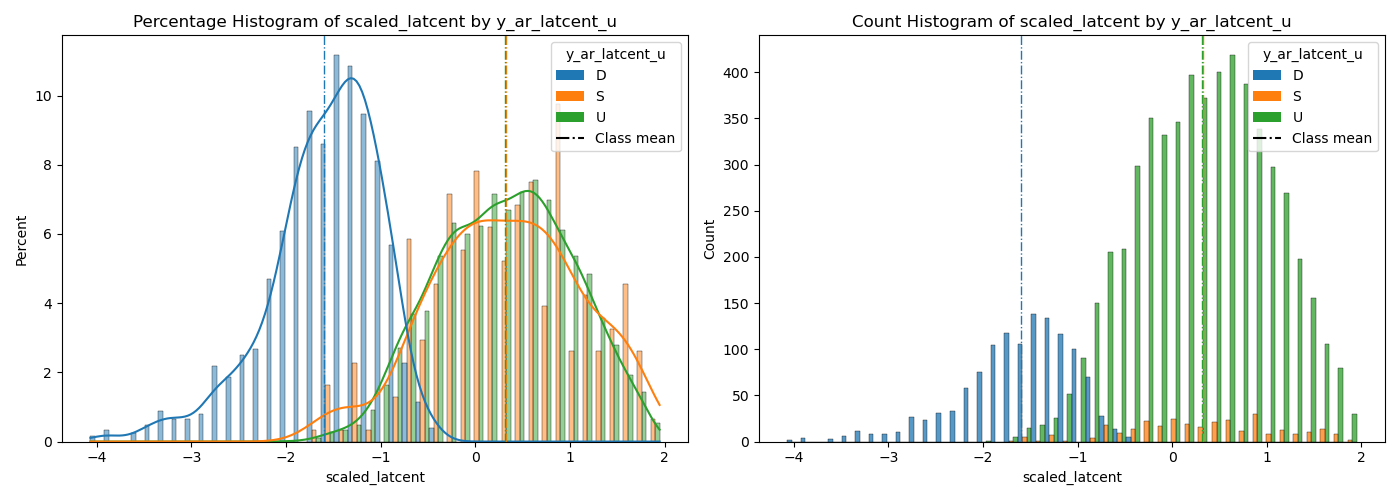 Percentage Histogram of scaled_latcent by y_ar_latcent_u
Percent
10
8
6
4
2
0
−4
−3
−2
−1
0
1
2
scaled_latcent
y_ar_latcent_u
D
S
U
Class mean
Count Histogram of scaled_latcent by y_ar_latcent_u
Count
400
350
300
250
200
150
100
50
0
−4
−3
−2
−1
0
1
2
scaled_latcent
y_ar_latcent_u
D
S
U
Class mean